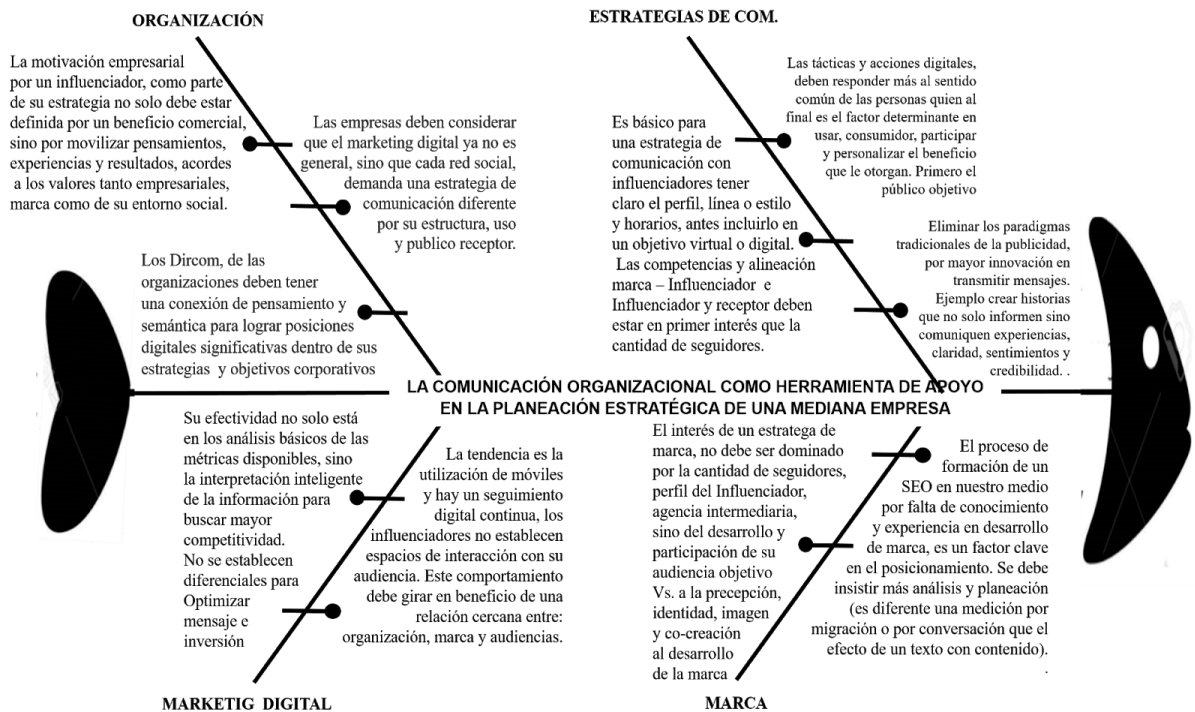 ORGANIZACIÓN
La motivación empresarial
por un influenciador, como parte
de su estrategia no solo debe estar
definida por un beneficio comercial,
sino por movilizar pensamientos,
experiencias y resultados, acordes
a los valores tanto empresariales,
marca como de su entorno social.
Las empresas deben considerar
que el marketing digital ya no es
general, sino que cada red social,
demanda una estrategia de
comunicación diferente
por su estructura, uso
y publico receptor.
Los Dircom, de las
organizaciones deben tener
una conexión de pensamiento y
semántica para lograr posiciones
digitales significativas dentro de sus
estrategias y objetivos corporativos
ESTRATEGIAS DE COM.
Es básico para
una estrategia de
comunicación con
influenciadores tener
claro el perfil, línea o estilo
y horarios, antes incluirlo en
un objetivo virtual o digital.
Las competencias y alineación
marca – Influenciador e
Influenciador y receptor deben
estar en primer interés que la
cantidad de seguidores.
Las tácticas y acciones digitales,
deben responder más al sentido
común de las personas quien al
final es el factor determinante en
usar, consumidor, participar
y personalizar el beneficio
que le otorgan. Primero el
público objetivo
Eliminar los paradigmas
tradicionales de la publicidad,
por mayor innovación en
transmitir mensajes.
Ejemplo crear historias
que no solo informen sino
comuniquen experiencias,
claridad, sentimientos y
credibilidad. .
LA COMUNICACIÓN ORGANIZACIONAL COMO HERRAMIENTA DE APOYO
EN LA PLANEACIÓN ESTRATÉGICA DE UNA MEDIANA EMPRESA
Su efectividad no solo está
en los análisis básicos de las
métricas disponibles, sino
la interpretación inteligente
de la información para
buscar mayor
competitividad.
No se establecen
diferenciales para
Optimizar
mensaje e
inversión
La tendencia es la
utilización de móviles
y hay un seguimiento
digital continua, los
influenciadores no establecen
espacios de interacción con su
audiencia. Este comportamiento
debe girar en beneficio de una
relación cercana entre:
organización, marca y audiencias.
MARKETIG DIGITAL
El interés de un estratega de
marca, no debe ser dominado
por la cantidad de seguidores,
perfil del Influenciador,
agencia intermediaria,
sino del desarrollo y
participación de su
audiencia objetivo
Vs. a la precepción,
identidad, imagen
y co-creación
al desarrollo
de la marca
El proceso de
formación de un
SEO en nuestro medio
por falta de conocimiento
y experiencia en desarrollo
de marca, es un factor clave
en el posicionamiento. Se debe
insistir más análisis y planeación
(es diferente una medición por
migración o por conversación que el
efecto de un texto con contenido).
.
MARCA